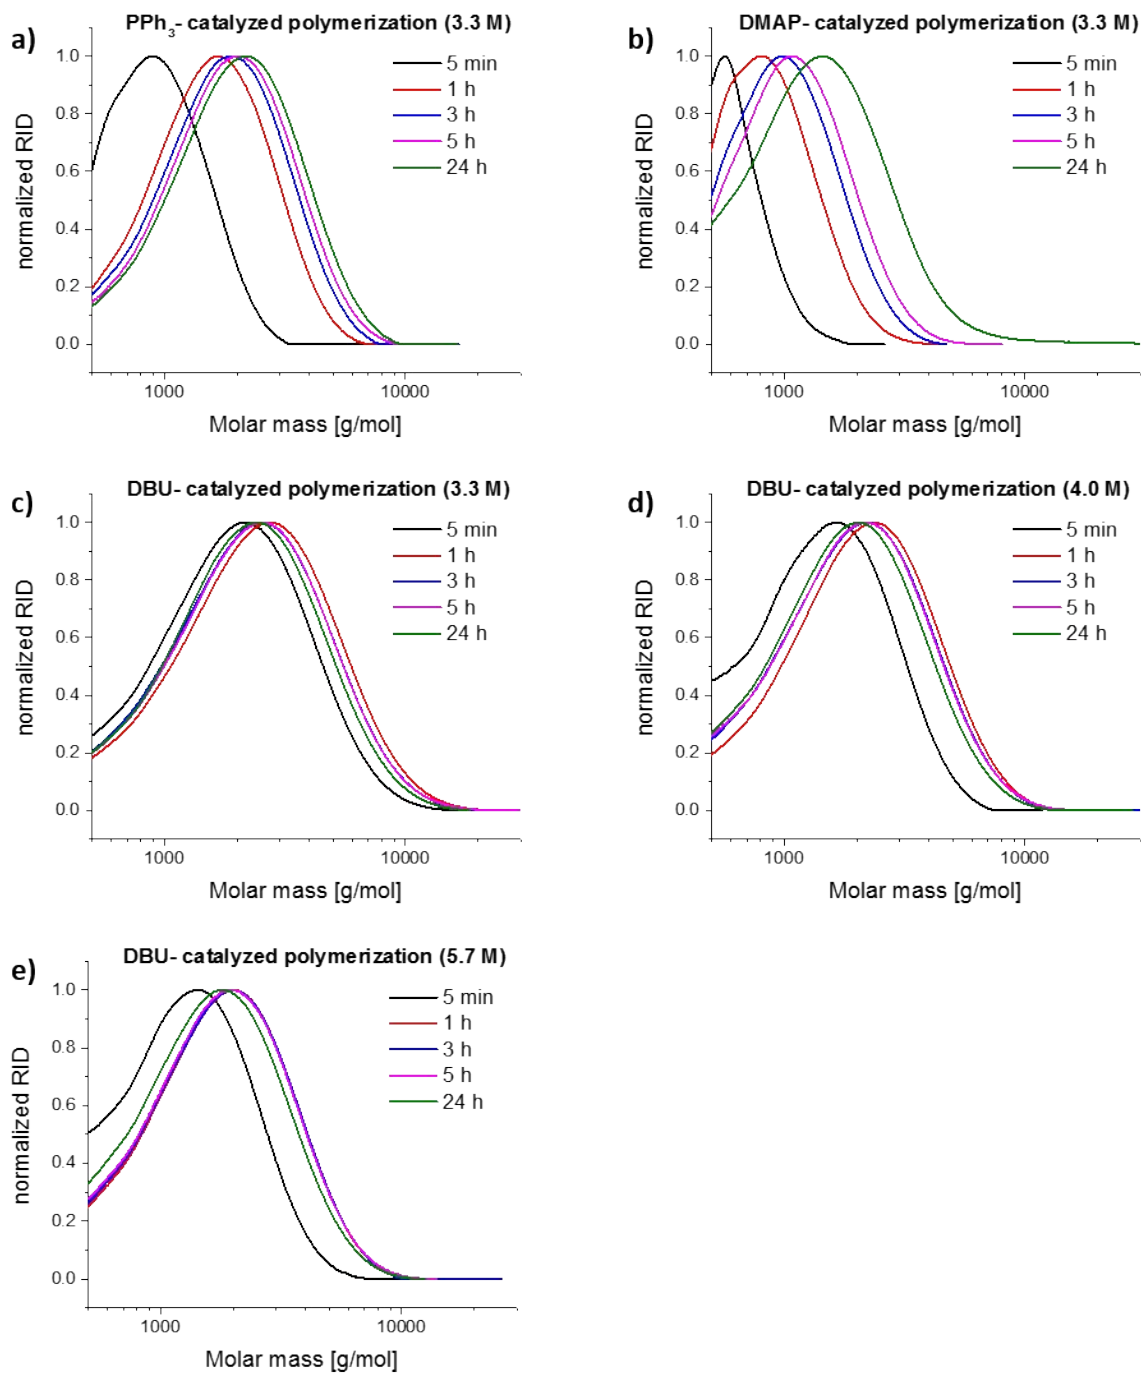 a)
PPh3- catalyzed polymerization (3.3 M)
5 min
1 h
3 h
5 h
24 h
1.0
0.8
0.6
0.4
0.2
0.0
normalized RID
1000
10000
Molar mass [g/mol]
b)
DMAP- catalyzed polymerization (3.3 M)
5 min
1 h
3 h
5 h
24 h
1.0
0.8
0.6
0.4
0.2
0.0
normalized RID
1000
10000
Molar mass [g/mol]
c)
DBU- catalyzed polymerization (3.3 M)
5 min
1 h
3 h
5 h
24 h
1.0
0.8
0.6
0.4
0.2
0.0
normalized RID
1000
10000
Molar mass [g/mol]
d)
DBU- catalyzed polymerization (4.0 M)
5 min
1 h
3 h
5 h
24 h
1.0
0.8
0.6
0.4
0.2
0.0
normalized RID
1000
10000
Molar mass [g/mol]
e)
DBU- catalyzed polymerization (5.7 M)
5 min
1 h
3 h
5 h
24 h
1.0
0.8
0.6
0.4
0.2
0.0
normalized RID
1000
10000
Molar mass [g/mol]